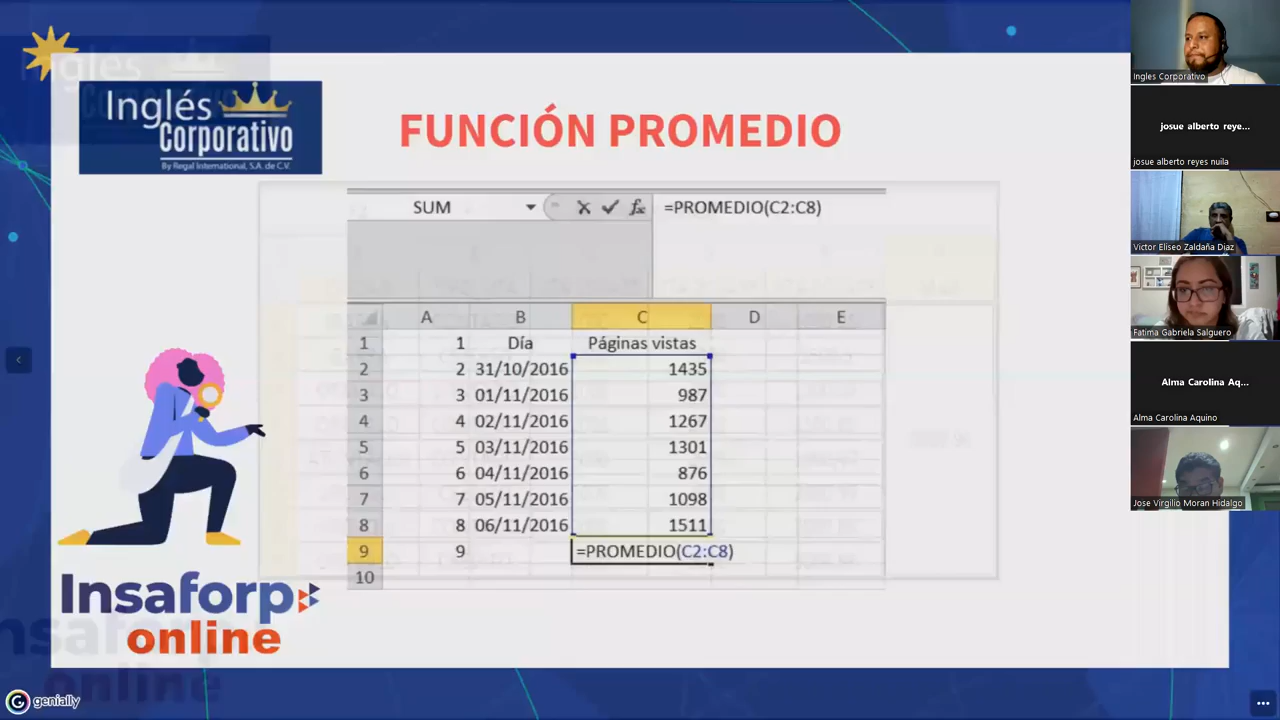 Inglés
Corporativo
By Regal International, S.A. de C.V.
FUNCIÓN PROMEDIO
SUM
fx
=PROMEDIO(C2:C8)
A B C D E
1 1 Día Páginas vistas
2 2 31/10/2016 1435
3 3 01/11/2016 987
4 4 02/11/2016 1267
5 5 03/11/2016 1301
6 6 04/11/2016 876
7 7 05/11/2016 1098
8 8 06/11/2016 1511
9 9 =PROMEDIO(C2:C8)
10
Insaforp
online
genially
Ingles Corporativo
josue alberto reye...
josue alberto reyes nuila
Victor Eliseo Zaldaña Diaz
Fatima Gabriela Salguero
Alma Carolina Aq...
Alma Carolina Aquino
Jose Virgilio Moran Hidalgo